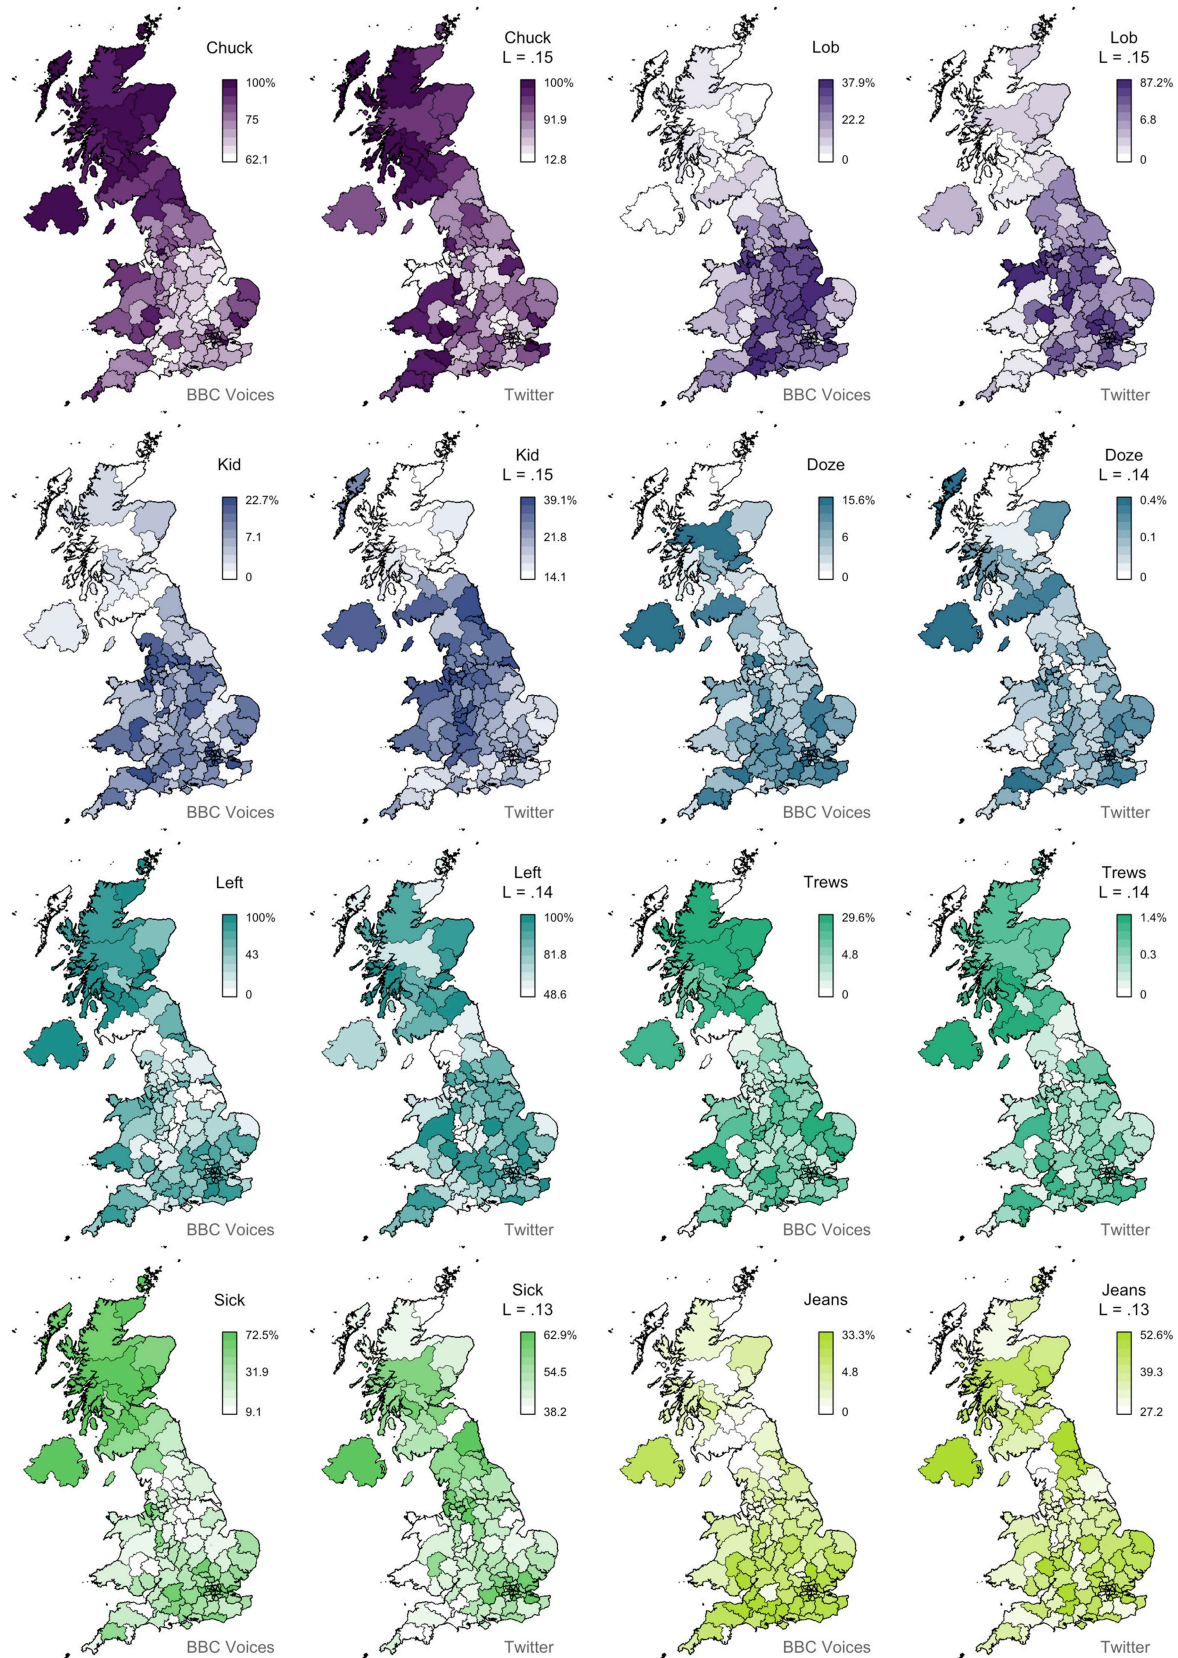 Chuck
100%
75
62.1
BBC Voices
Chuck
L = .15
100%
91.9
12.8
Twitter
Lob
37.9%
22.2
0
BBC Voices
Lob
L = .15
87.2%
6.8
0
Twitter
Kid
22.7%
7.1
0
BBC Voices
Kid
L = .15
39.1%
21.8
14.1
Twitter
Doze
15.6%
6
0
BBC Voices
Doze
L = .14
0.4%
0.1
0
Twitter
Left
100%
43
0
BBC Voices
Left
L = .14
100%
81.8
48.6
Twitter
Trews
29.6%
4.8
0
BBC Voices
Trews
L = .14
1.4%
0.3
0
Twitter
Sick
72.5%
31.9
9.1
BBC Voices
Sick
L = .13
62.9%
54.5
38.2
Twitter
Jeans
33.3%
4.8
0
BBC Voices
Jeans
L = .13
52.6%
39.3
27.2
Twitter